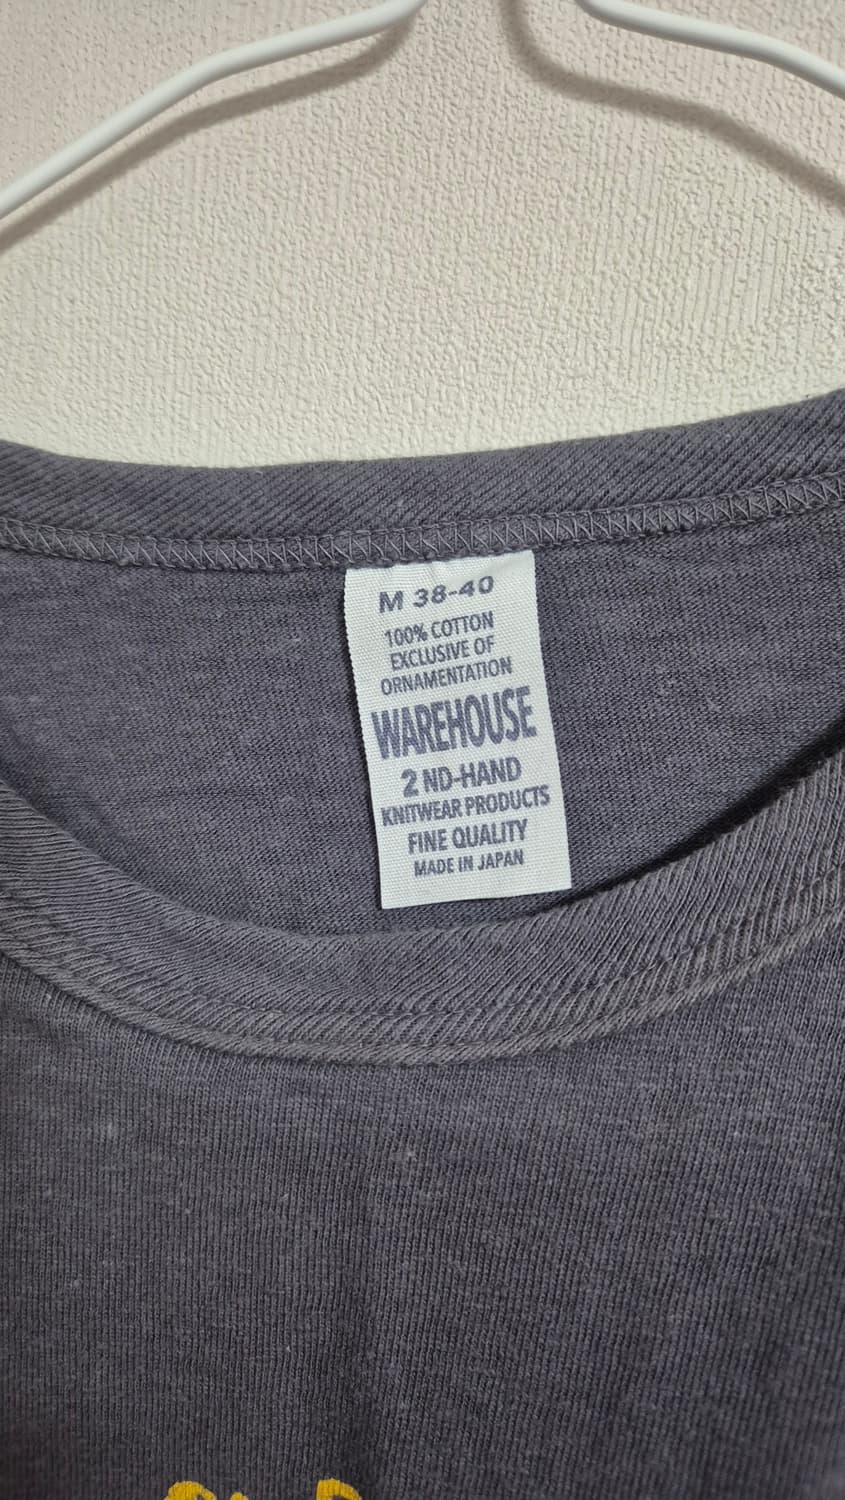 M 38-40
100% COTTON
EXCLUSIVE OF
ORNAMENTATION
WAREHOUSE
2 ND-HAND
KNITWEAR PRODUCTS
FINE QUALITY
MADE IN JAPAN